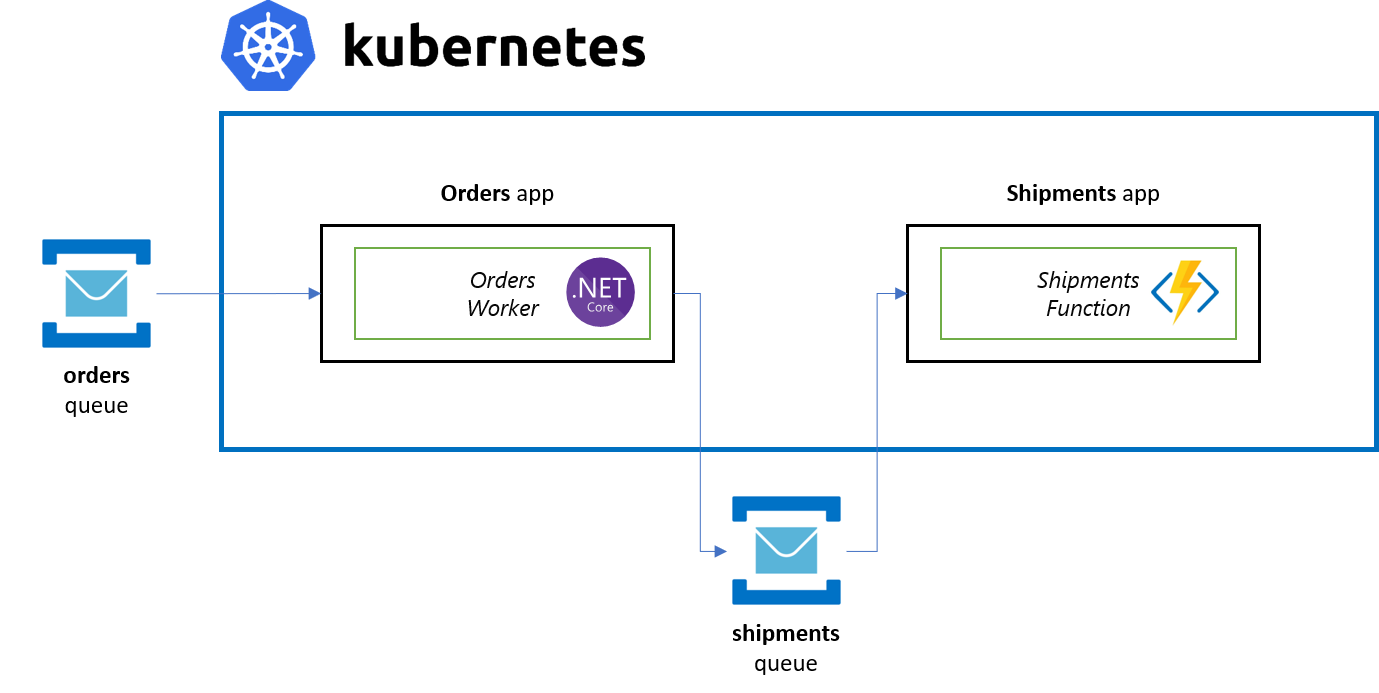 kubernetes
Orders app
Shipments app
Orders
Worker
.NET
Core
Shipments
Function
orders
queue
shipments
queue